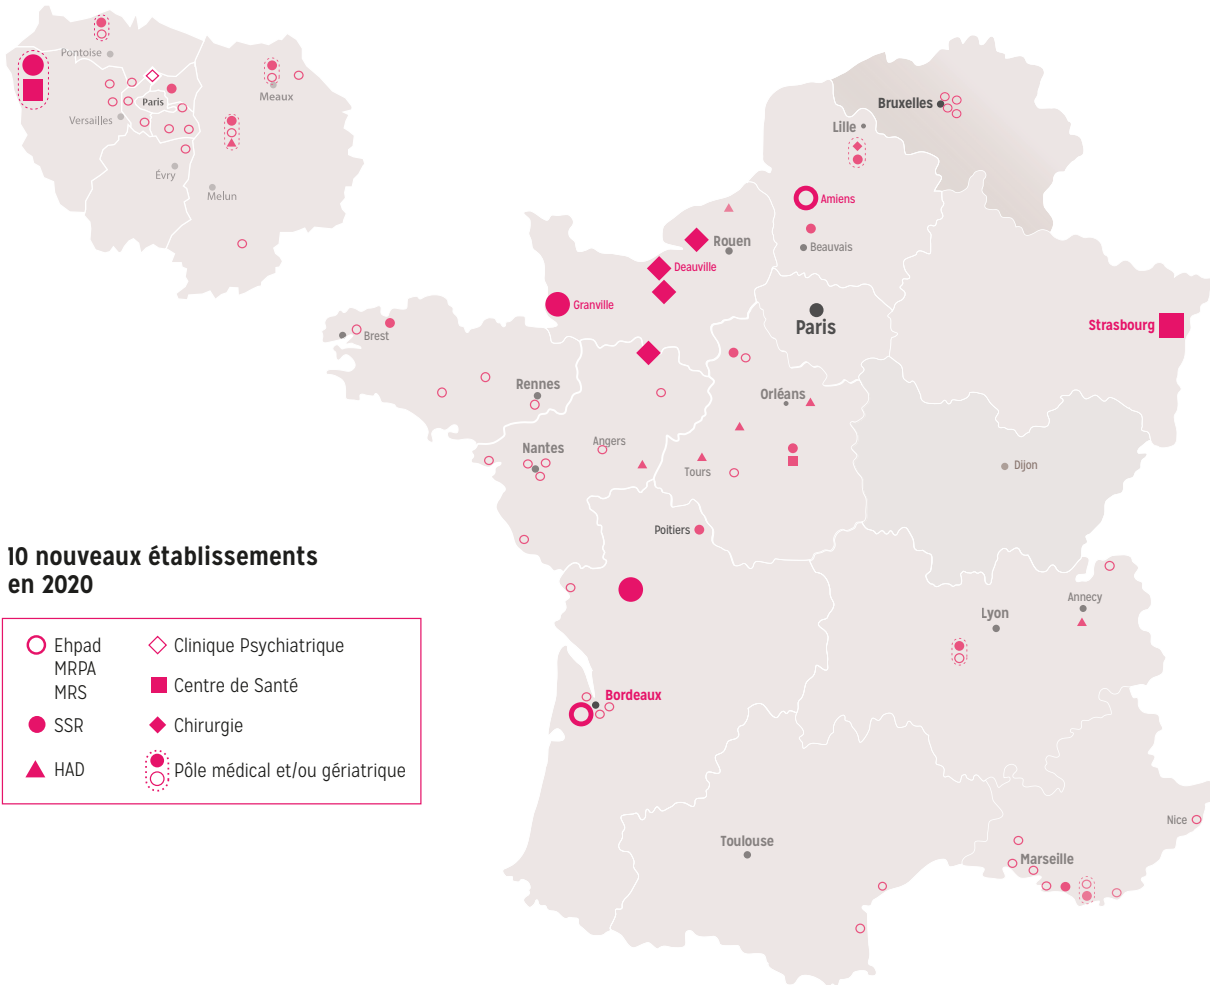 Pontoise
Meaux
Paris
Versailles
Évry
Melun
Bruxelles
Lille
Amiens
Rouen
Beauvais
Deauville
Granville
Paris
Strasbourg
Brest
Rennes
Orléans
Angers
Nantes
Tours
Dijon
Poitiers
10 nouveaux établissements
en 2020
Annecy
Lyon
Ehpad
MRPA
MRS
SSR
HAD
Clinique Psychiatrique
Centre de Santé
Chirurgie
Pôle médical et/ou gériatrique
Bordeaux
Nice
Toulouse
Marseille